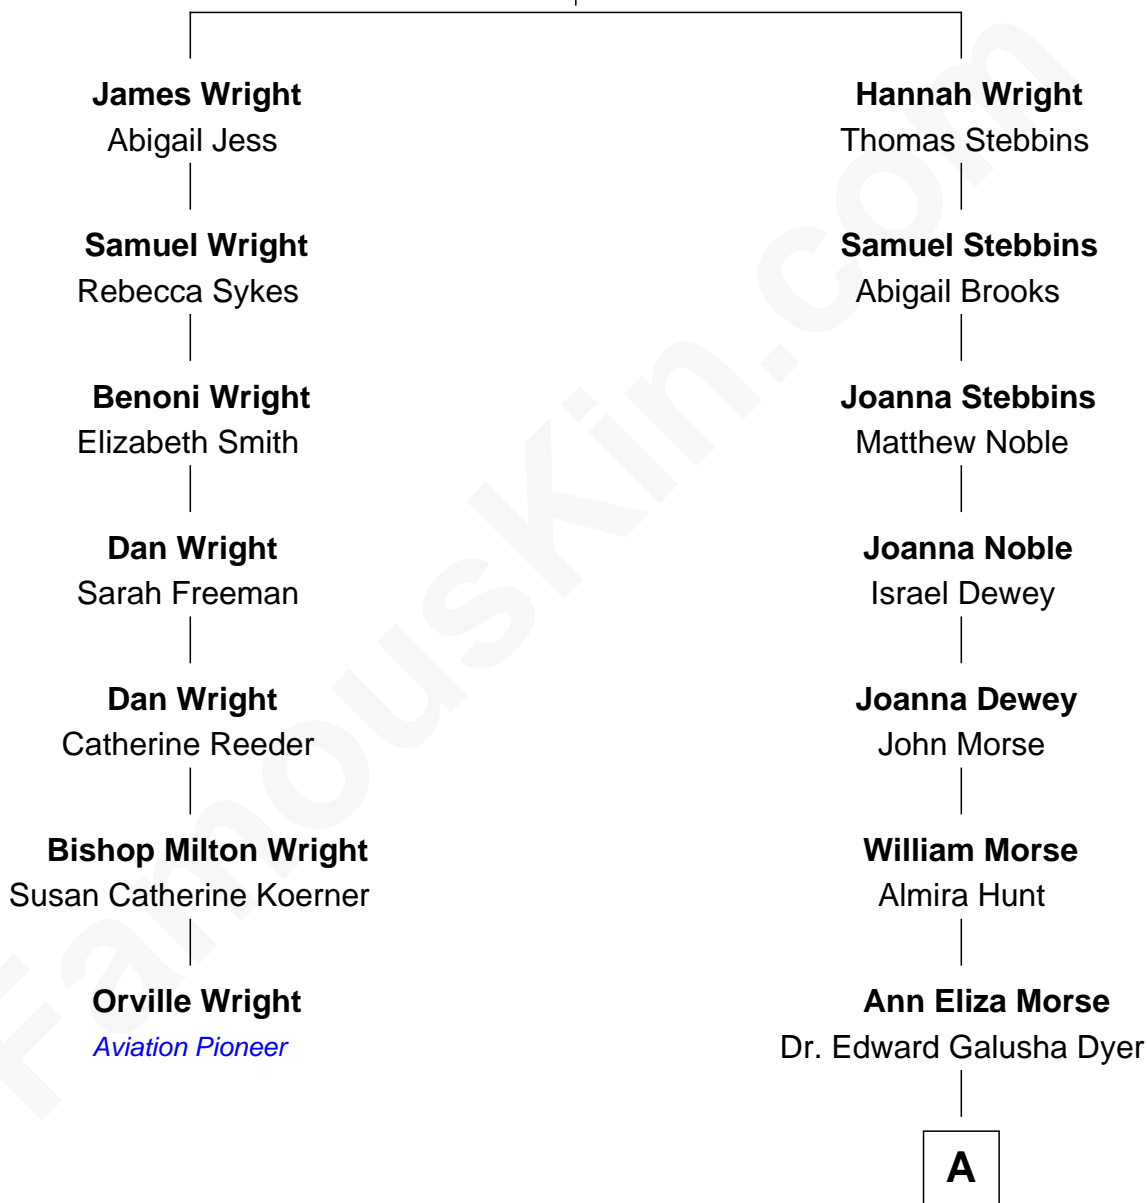 James Wright
Abigail Jess
Samuel Wright
Rebecca Sykes
Benoni Wright
Elizabeth Smith
Dan Wright
Sarah Freeman
Dan Wright
Catherine Reeder
Bishop Milton Wright
Susan Catherine Koerner
Orville Wright
Aviation Pioneer
Hannah Wright
Thomas Stebbins
Samuel Stebbins
Abigail Brooks
Joanna Stebbins
Matthew Noble
Joanna Noble
Israel Dewey
Joanna Dewey
John Morse
William Morse
Almira Hunt
Ann Eliza Morse
Dr. Edward Galusha Dyer
A
FamousKin.com